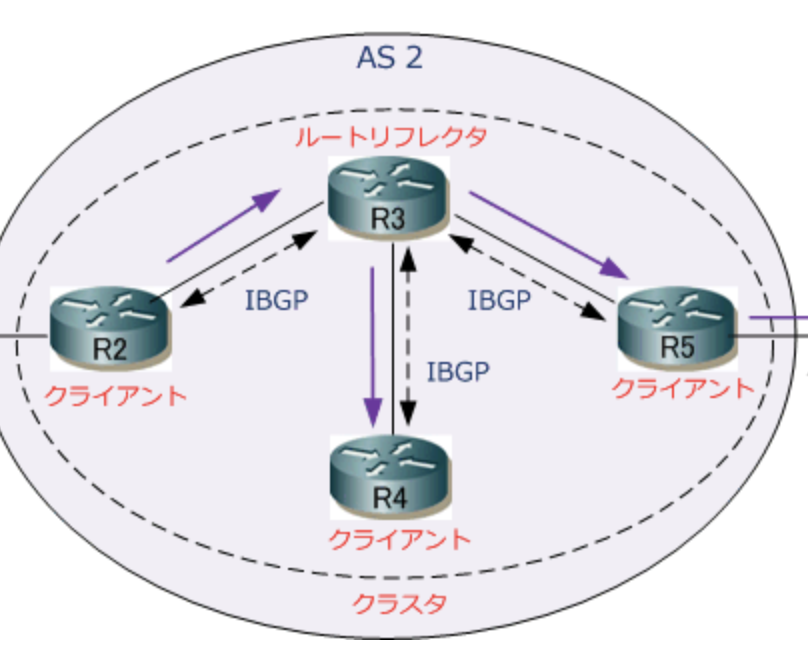 AS 2
ルートリフレクタ
R3
IBGP
IBGP
R2
R5
IBGP
クライアント
クライアント
R4
クライアント
クラスタ